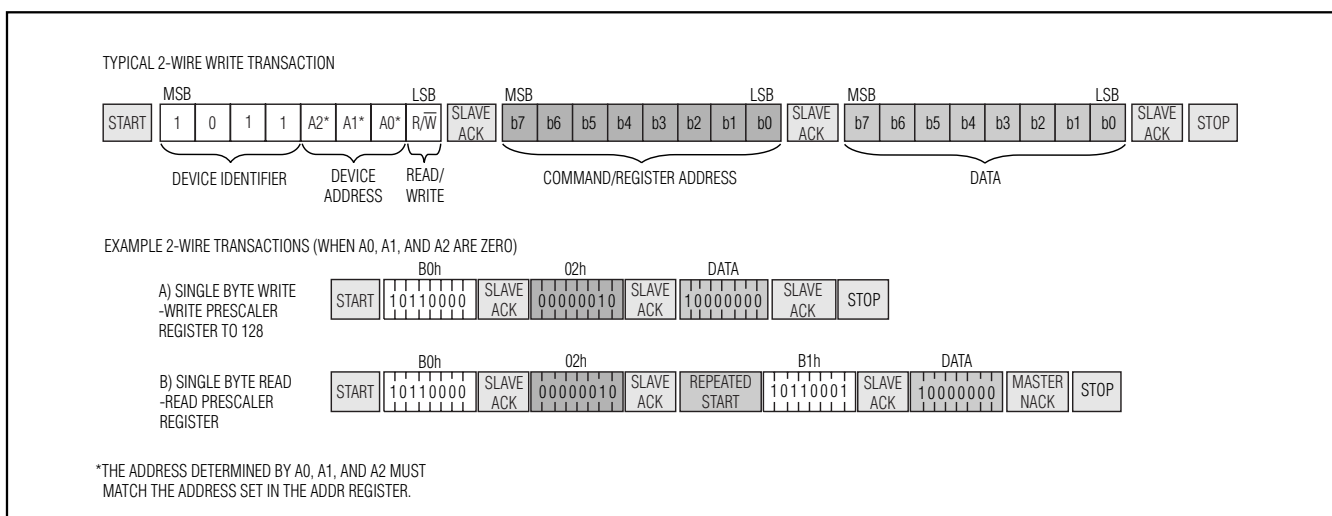 TYPICAL 2-WIRE WRITE TRANSACTION
MSB LSB MSB LSB MSB LSB
START 1 0 1 1 A2* A1* A0* R/W̅ SLAVE ACK b7 b6 b5 b4 b3 b2 b1 b0 SLAVE ACK b7 b6 b5 b4 b3 b2 b1 b0 SLAVE ACK STOP
DEVICE IDENTIFIER DEVICE ADDRESS READ/ WRITE COMMAND/REGISTER ADDRESS DATA
EXAMPLE 2-WIRE TRANSACTIONS (WHEN A0, A1, AND A2 ARE ZERO)
B0h 02h DATA
A) SINGLE BYTE WRITE
-WRITE PRESCALER
REGISTER TO 128
START 10110000 SLAVE ACK 00000010 SLAVE ACK 10000000 SLAVE ACK STOP
B0h 02h B1h DATA
B) SINGLE BYTE READ
-READ PRESCALER
REGISTER
START 10110000 SLAVE ACK 00000010 SLAVE ACK REPEATED START 10110001 SLAVE ACK 10000000 MASTER NACK STOP
*THE ADDRESS DETERMINED BY A0, A1, AND A2 MUST
MATCH THE ADDRESS SET IN THE ADDR REGISTER.